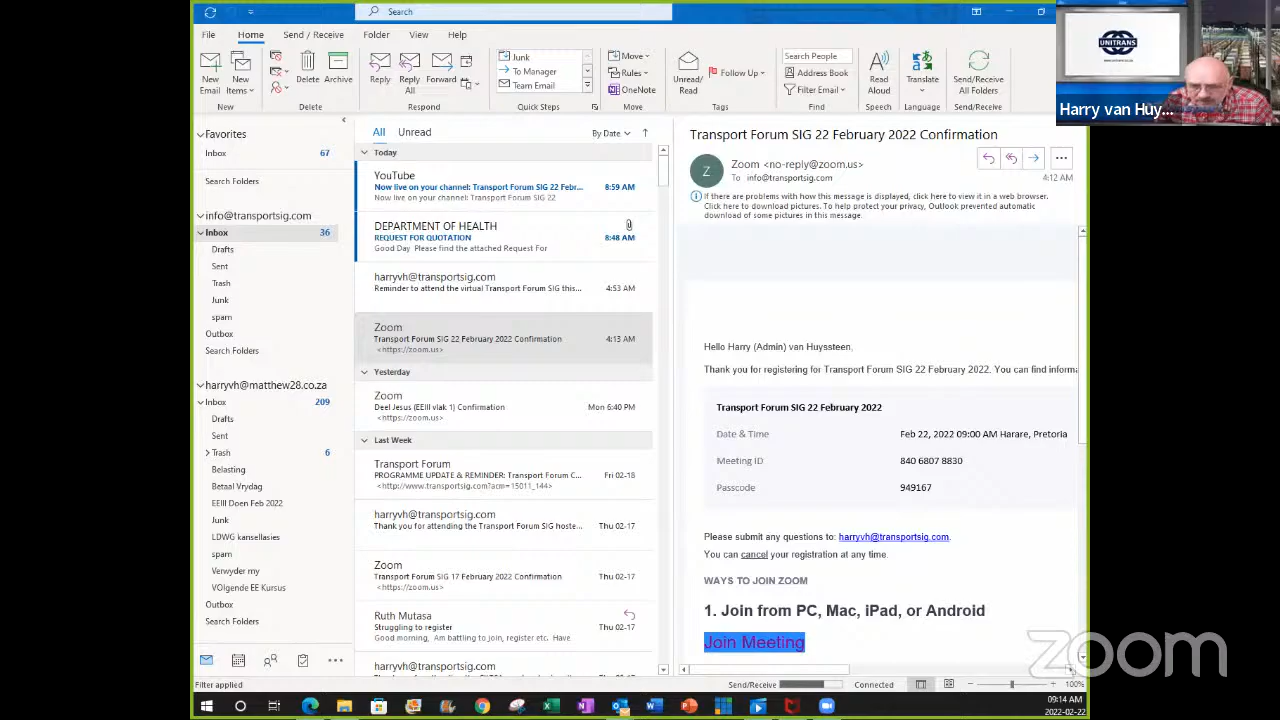 Search
File Home Send / Receive Folder View Help
New Email
New Items
Delete Archive
Reply Reply All Forward
Junk
To Manager
Team Email
Move
Rules
OneNote
Unread/ Read
Follow Up
Search People
Address Book
Filter Email
Read Aloud
Translate
Send/Receive All Folders
New Delete Respond Quick Steps Move Tags Find Speech Language Send/Receive
UNITRANS
Harry van Huy...
Favorites
Inbox 67
Search Folders
info@transportsig.com
Inbox 36
Drafts
Sent
Trash
Junk
spam
Outbox
Search Folders
harryvh@matthew28.co.za
Inbox 209
Drafts
Sent
Trash 6
Belasting
Betaal Vrydag
EEIII Doen Feb 2022
Junk
LDWG kansellasies
spam
Verwyder my
VOlgende EE Kursus
Outbox
Search Folders
All Unread By Date
Today
YouTube
Now live on your channel: Transport Forum SIG 22 Febr... 8:59 AM
Now live on your channel: Transport Forum SIG 22
DEPARTMENT OF HEALTH
REQUEST FOR QUOTATION 8:48 AM
Good Day Please find the attached Request For
harryvh@transportsig.com
Reminder to attend the virtual Transport Forum SIG this... 4:53 AM
Zoom
Transport Forum SIG 22 February 2022 Confirmation 4:13 AM
<https://zoom.us>
Yesterday
Zoom
Deel Jesus (EEIII vlak 1) Confirmation Mon 6:40 PM
<https://zoom.us>
Last Week
Transport Forum
PROGRAMME UPDATE & REMINDER: Transport Forum C... Fri 02-18
<http://www.transportsig.com?acm=15011_144>
harryvh@transportsig.com
Thank you for attending the Transport Forum SIG hoste... Thu 02-17
Zoom
Transport Forum SIG 17 February 2022 Confirmation Thu 02-17
<https://zoom.us>
Ruth Mutasa
Struggling to register Thu 02-17
Good morning, Am battling to join, register etc. Have
harryvh@transportsig.com
Transport Forum SIG 22 February 2022 Confirmation
Z
Zoom <no-reply@zoom.us>
To info@transportsig.com
4:12 AM
If there are problems with how this message is displayed, click here to view it in a web browser.
Click here to download pictures. To help protect your privacy, Outlook prevented automatic
download of some pictures in this message.
Hello Harry (Admin) van Huyssteen,
Thank you for registering for Transport Forum SIG 22 February 2022. You can find informa
Transport Forum SIG 22 February 2022
Date & Time Feb 22, 2022 09:00 AM Harare, Pretoria
Meeting ID 840 6807 8830
Passcode 949167
Please submit any questions to: harryvh@transportsig.com.
You can cancel your registration at any time.
WAYS TO JOIN ZOOM
1. Join from PC, Mac, iPad, or Android
Join Meeting
zoom
Filter applied
Send/Receive Connected 100%
09:14 AM
2022-02-22